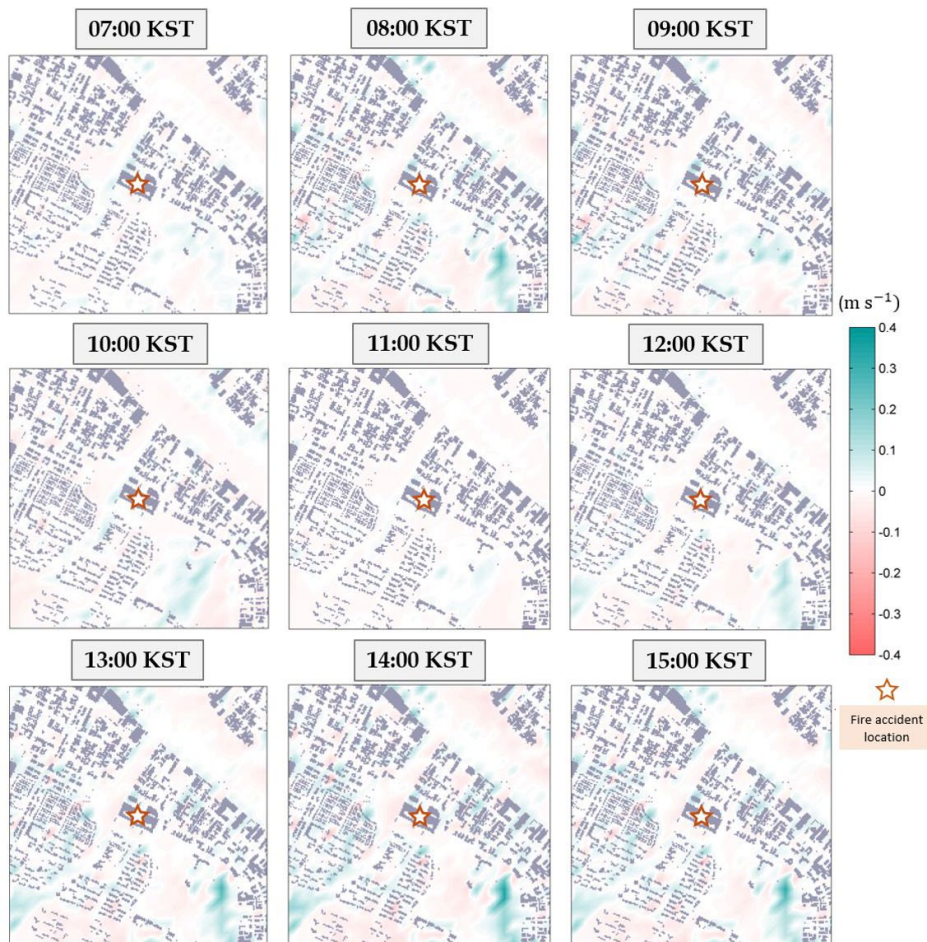 07:00 KST
08:00 KST
09:00 KST
10:00 KST
11:00 KST
12:00 KST
13:00 KST
14:00 KST
15:00 KST
(m s⁻¹)
0.4
0.3
0.2
0.1
0
-0.1
-0.2
-0.3
-0.4
Fire accident
location